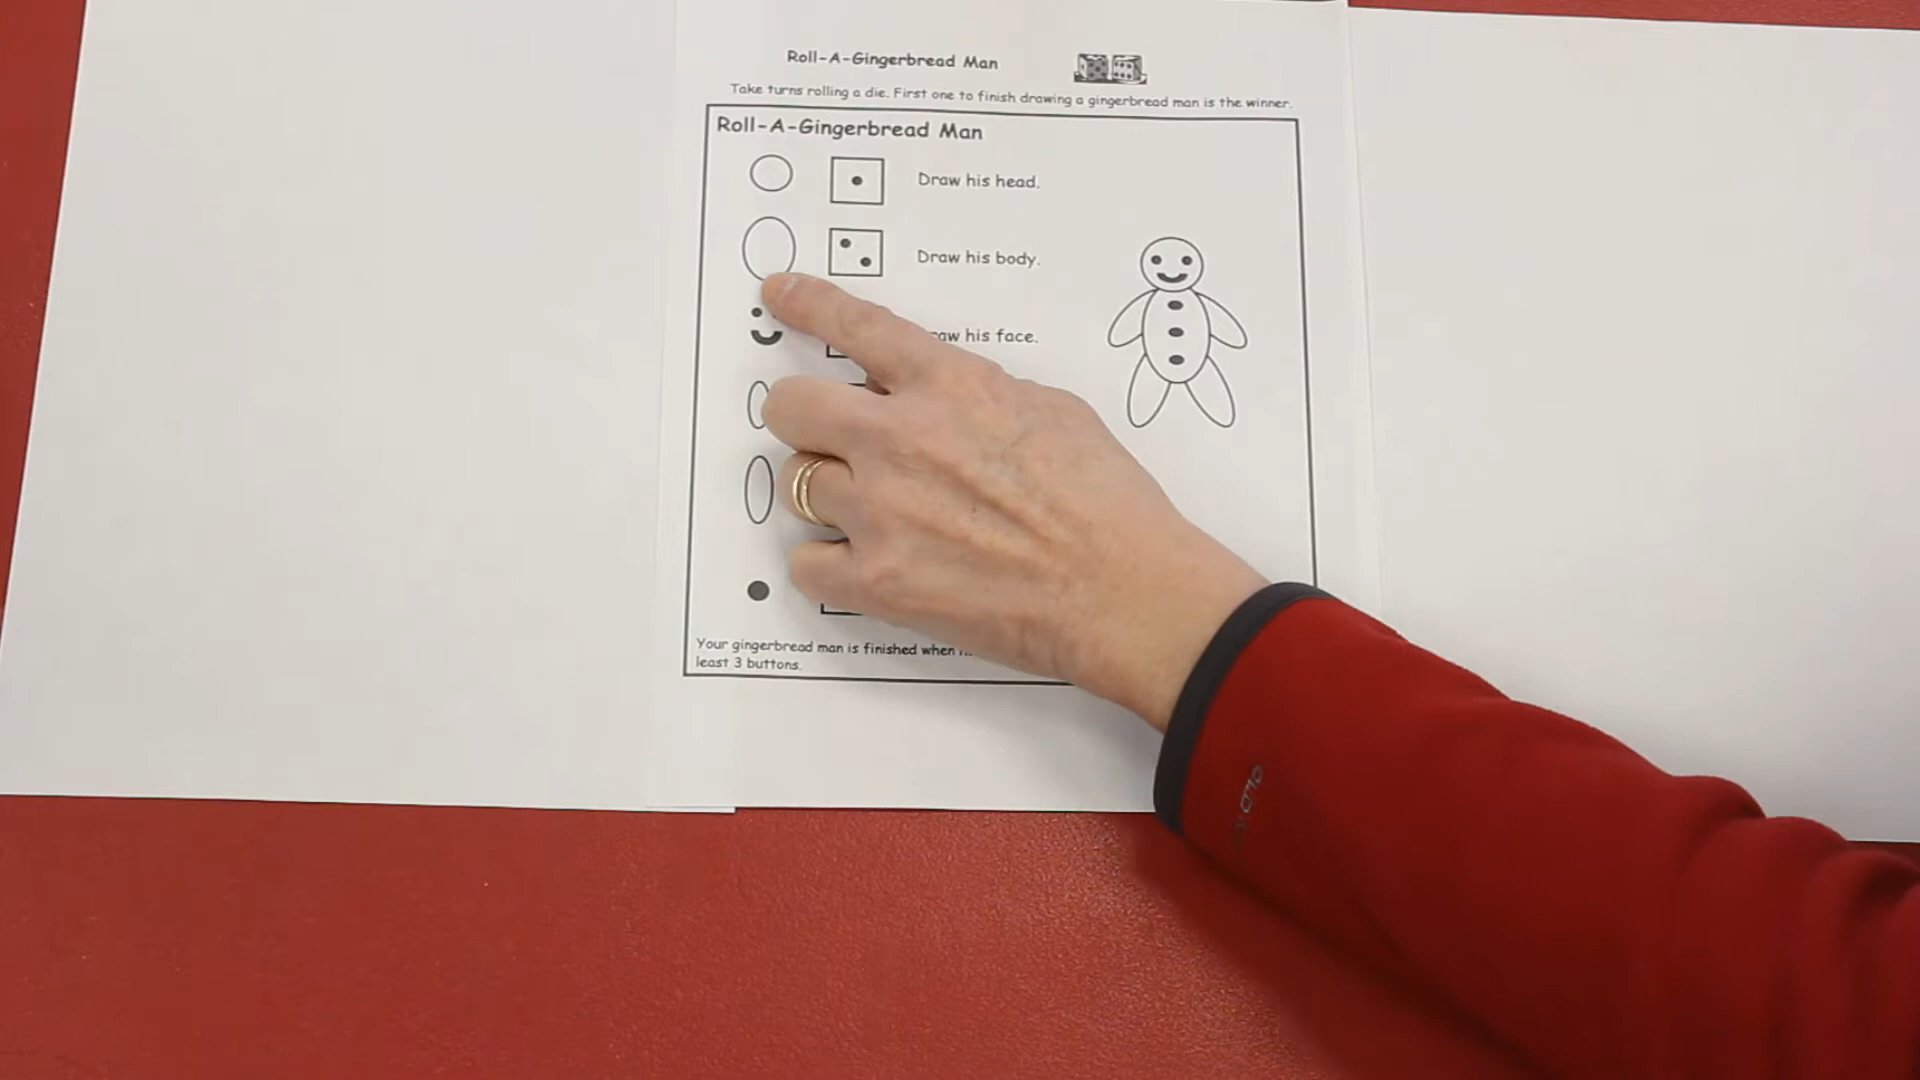 Roll-A-Gingerbread Man
Take turns rolling a die. First one to finish drawing a gingerbread man is the winner.
Roll-A-Gingerbread Man
Draw his head.
Draw his body.
his face.
Your gingerbread man is finished when
least 3 buttons.